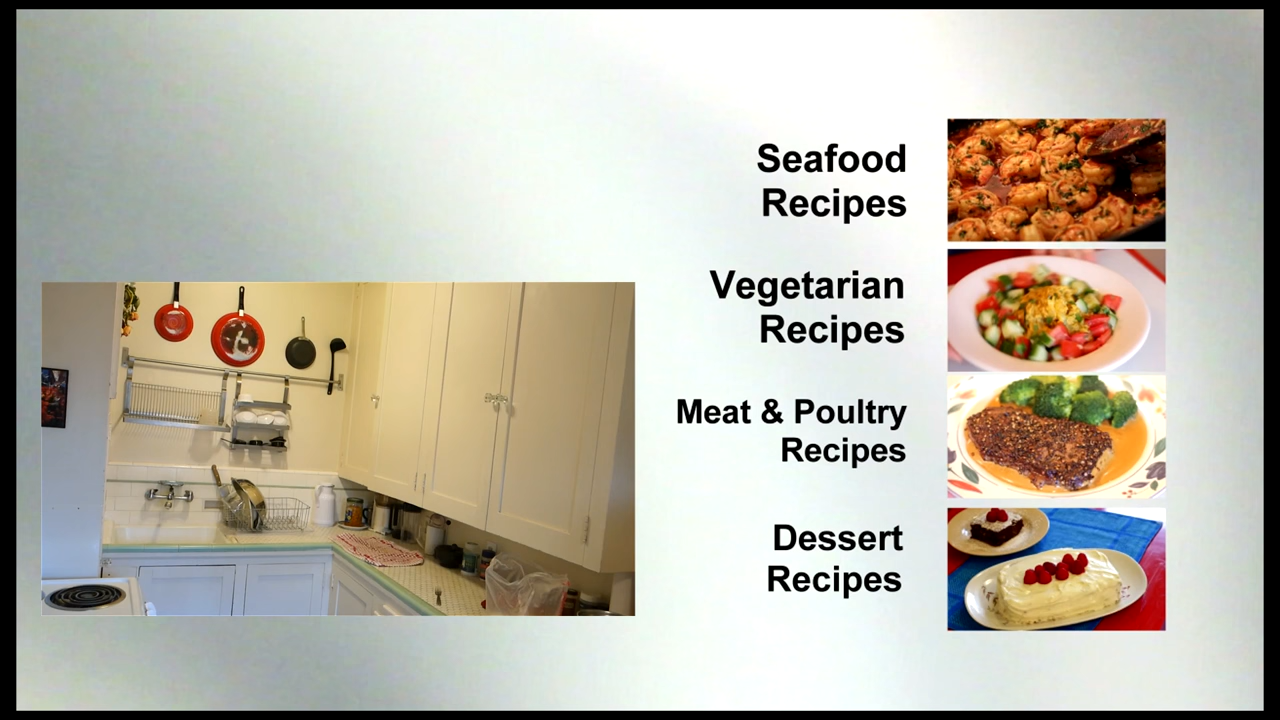 Seafood
Recipes
Vegetarian
Recipes
Meat & Poultry
Recipes
Dessert
Recipes